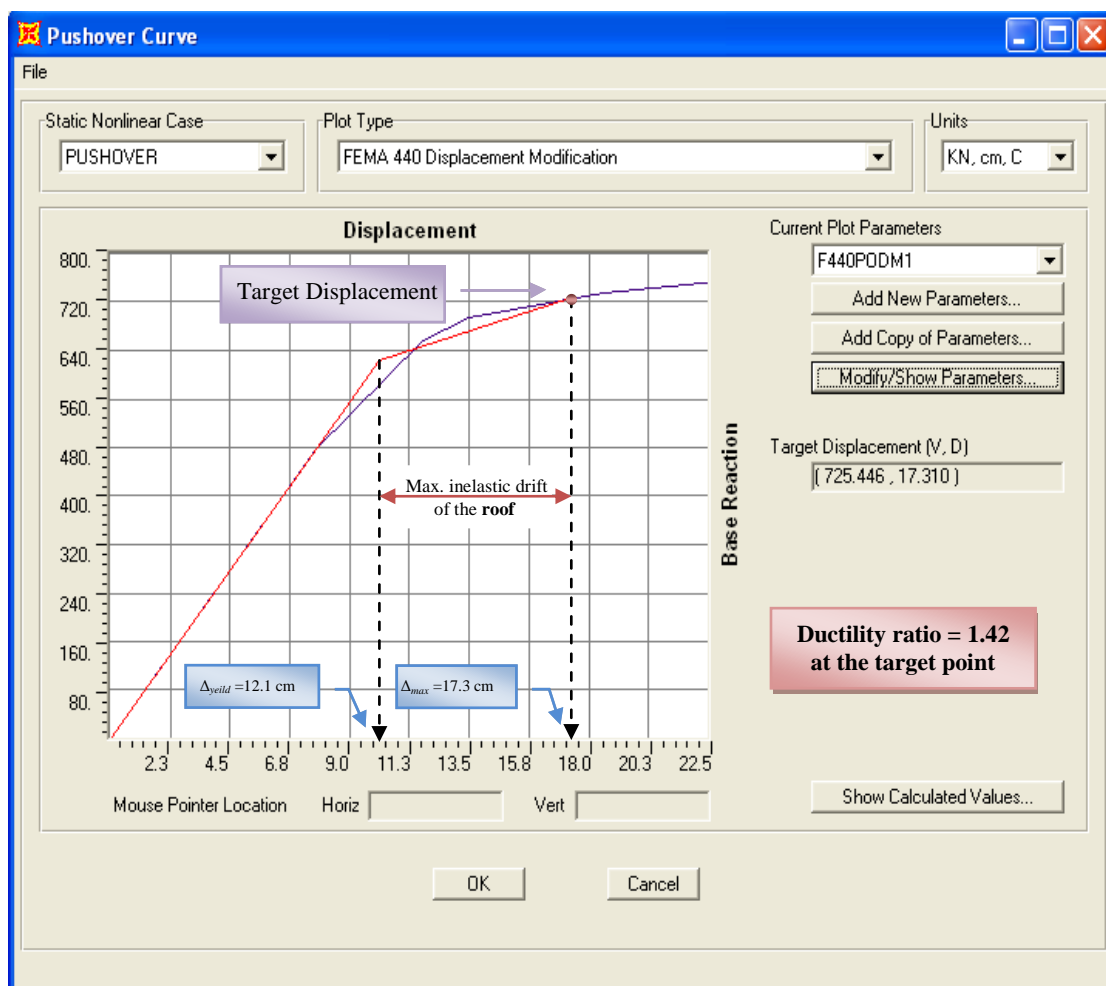 Pushover Curve
File
Static Nonlinear Case
PUSHOVER
Plot Type
FEMA 440 Displacement Modification
Units
KN, cm, C
Displacement
800.
720.
640.
560.
480.
400.
320.
240.
160.
80.
Target Displacement
Max. inelastic drift
of the roof
Δyeild =12.1 cm
Δmax =17.3 cm
2.3 4.5 6.8 9.0 11.3 13.5 15.8 18.0 20.3 22.5
Base Reaction
Mouse Pointer Location Horiz Vert
Current Plot Parameters
F440PODM1
Add New Parameters...
Add Copy of Parameters...
Modify/Show Parameters...
Target Displacement (V, D)
( 725.446 , 17.310 )
Ductility ratio = 1.42
at the target point
Show Calculated Values...
OK
Cancel